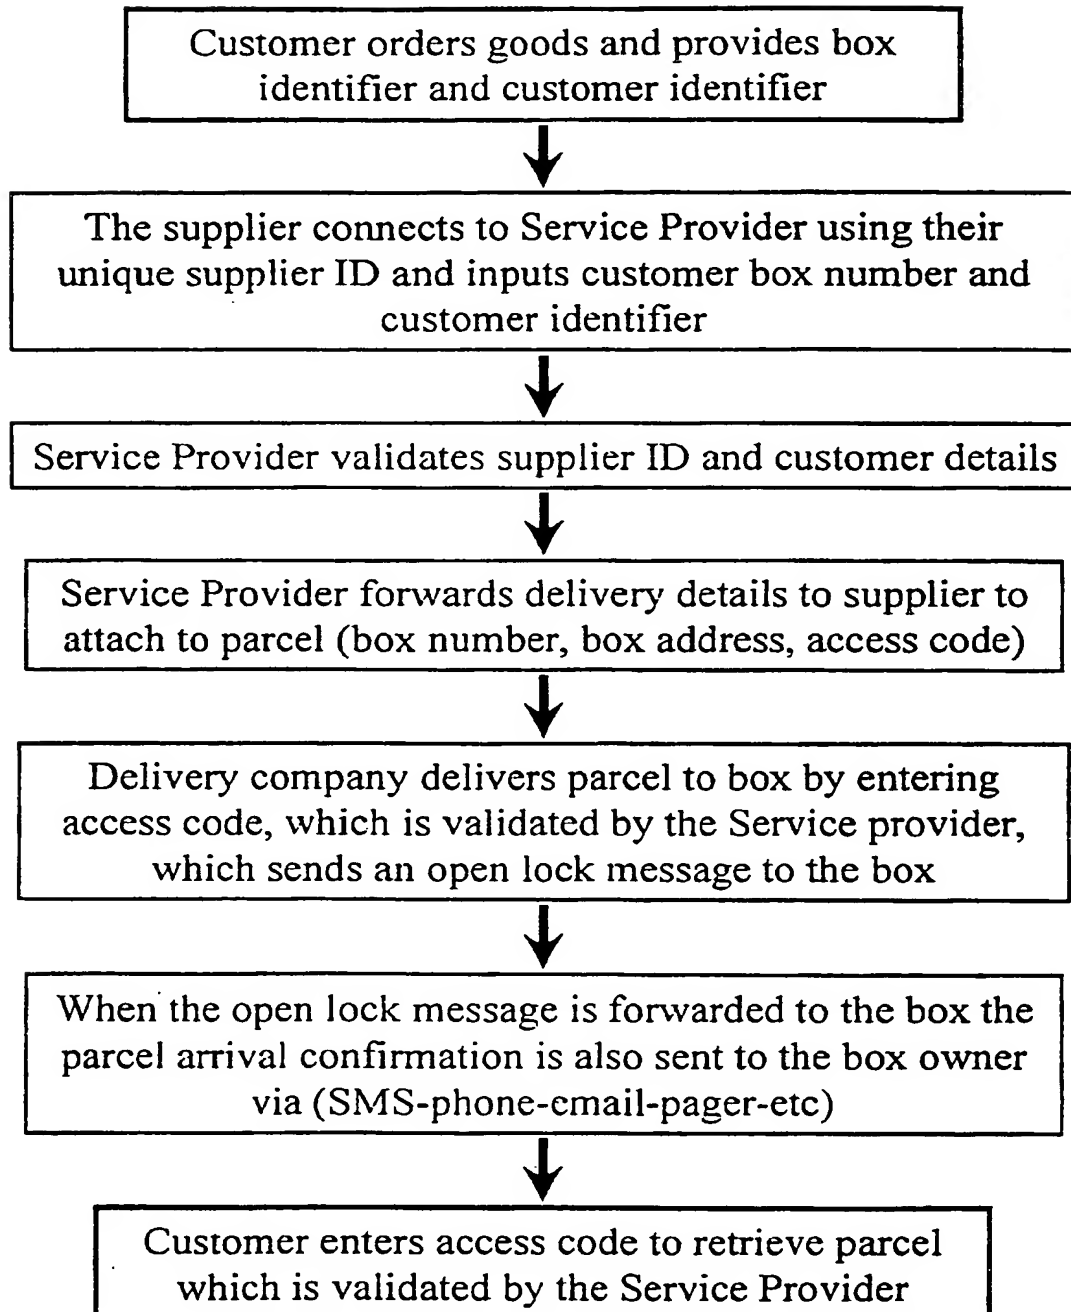 Customer orders goods and provides box
identifier and customer identifier
The supplier connects to Service Provider using their
unique supplier ID and inputs customer box number and
customer identifier
Service Provider validates supplier ID and customer details
Service Provider forwards delivery details to supplier to
attach to parcel (box number, box address, access code)
Delivery company delivers parcel to box by entering
access code, which is validated by the Service provider,
which sends an open lock message to the box
When the open lock message is forwarded to the box the
parcel arrival confirmation is also sent to the box owner
via (SMS-phone-email-pager-etc)
Customer enters access code to retrieve parcel
which is validated by the Service Provider